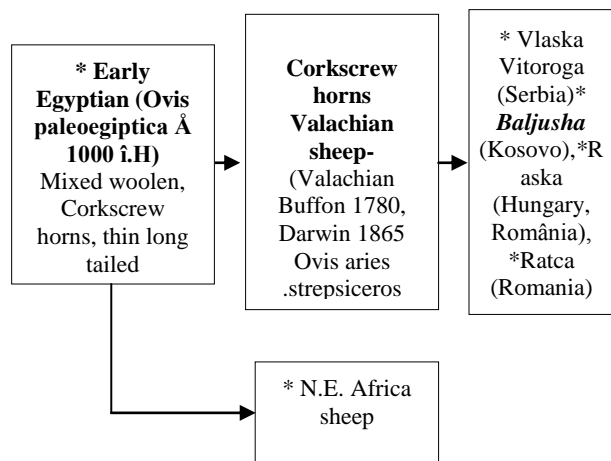 * Early
Egyptian (Ovis
paleoegiptica Å
1000 î.H)
Mixed woolen,
Corkscrew
horns, thin long
tailed
Corkscrew
horns
Valachian
sheep-
(Valachian
Buffon 1780,
Darwin 1865
Ovis aries
.strepsiceros
* Vlaska
Vitoroga
(Serbia)*
Baljusha
(Kosovo),*R
aska
(Hungary,
România),
*Ratca
(Romania)
* N.E. Africa
sheep